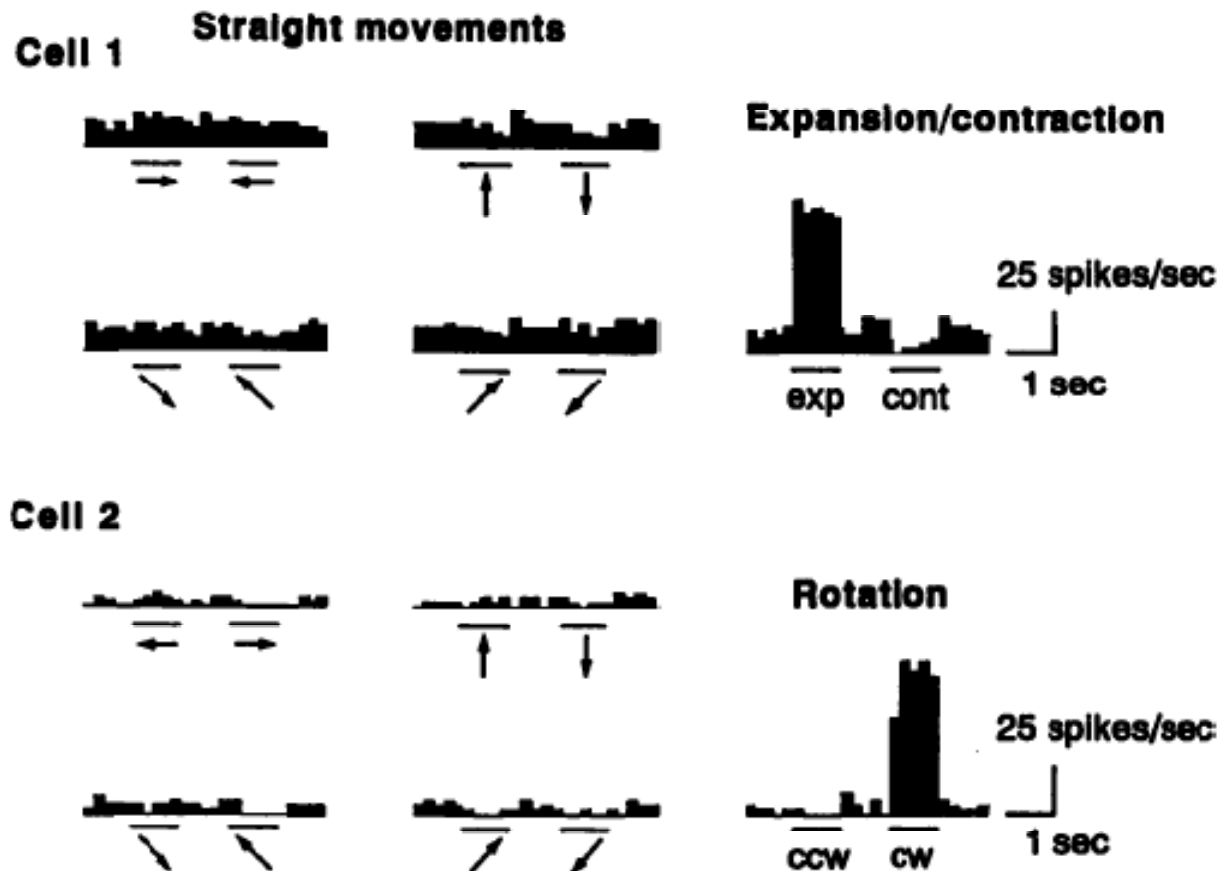 Straight movements
Cell 1
Expansion/contraction
25 spikes/sec
1 sec
exp cont
Cell 2
Rotation
25 spikes/sec
1 sec
ccw cw